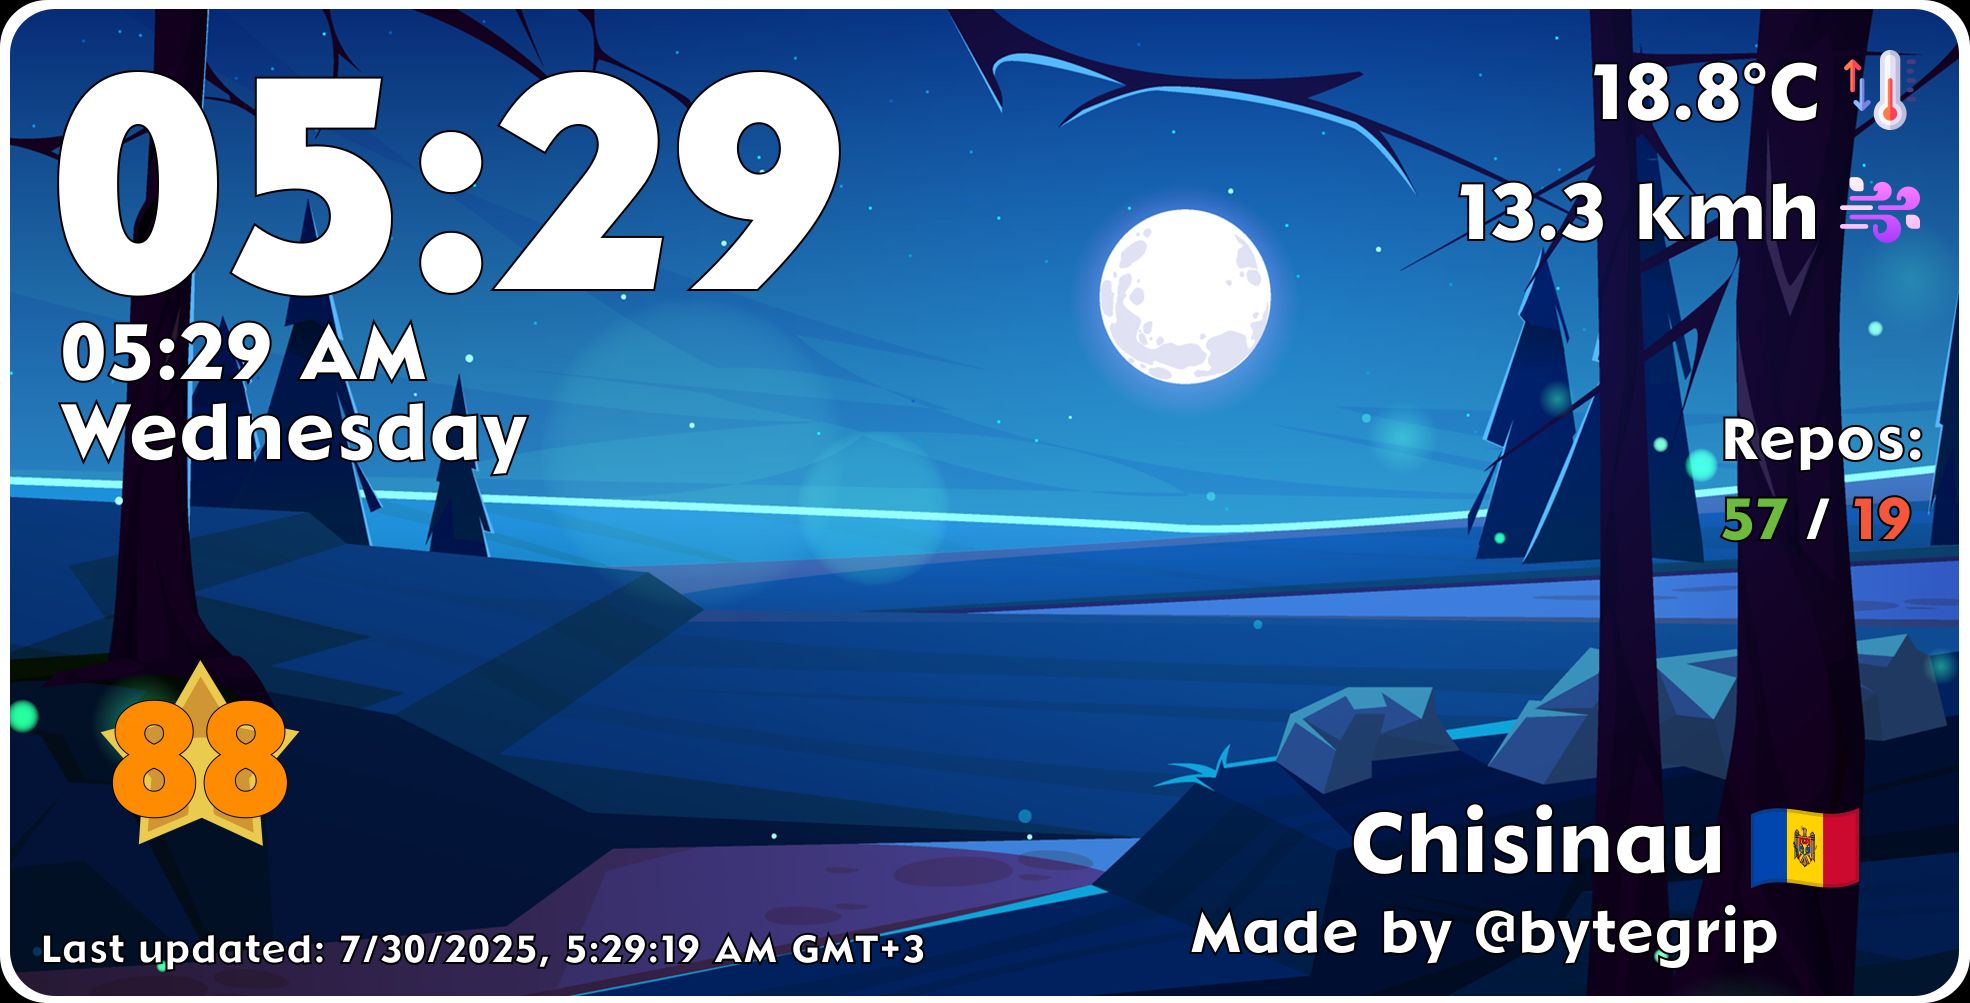 05:29
05:29 AM
Wednesday
18.8°C
13.3 kmh
Repos:
57 / 19
88
Chisinau
Made by @bytegrip
Last updated: 7/30/2025, 5:29:19 AM GMT+3